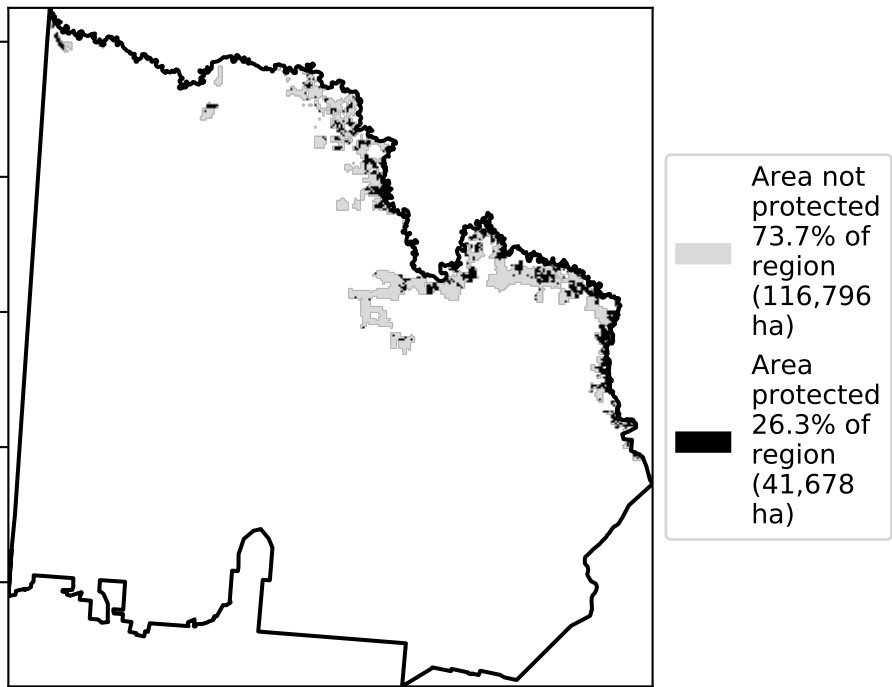 Area not
protected
73.7% of
region
(116,796
ha)
Area
protected
26.3% of
region
(41,678
ha)